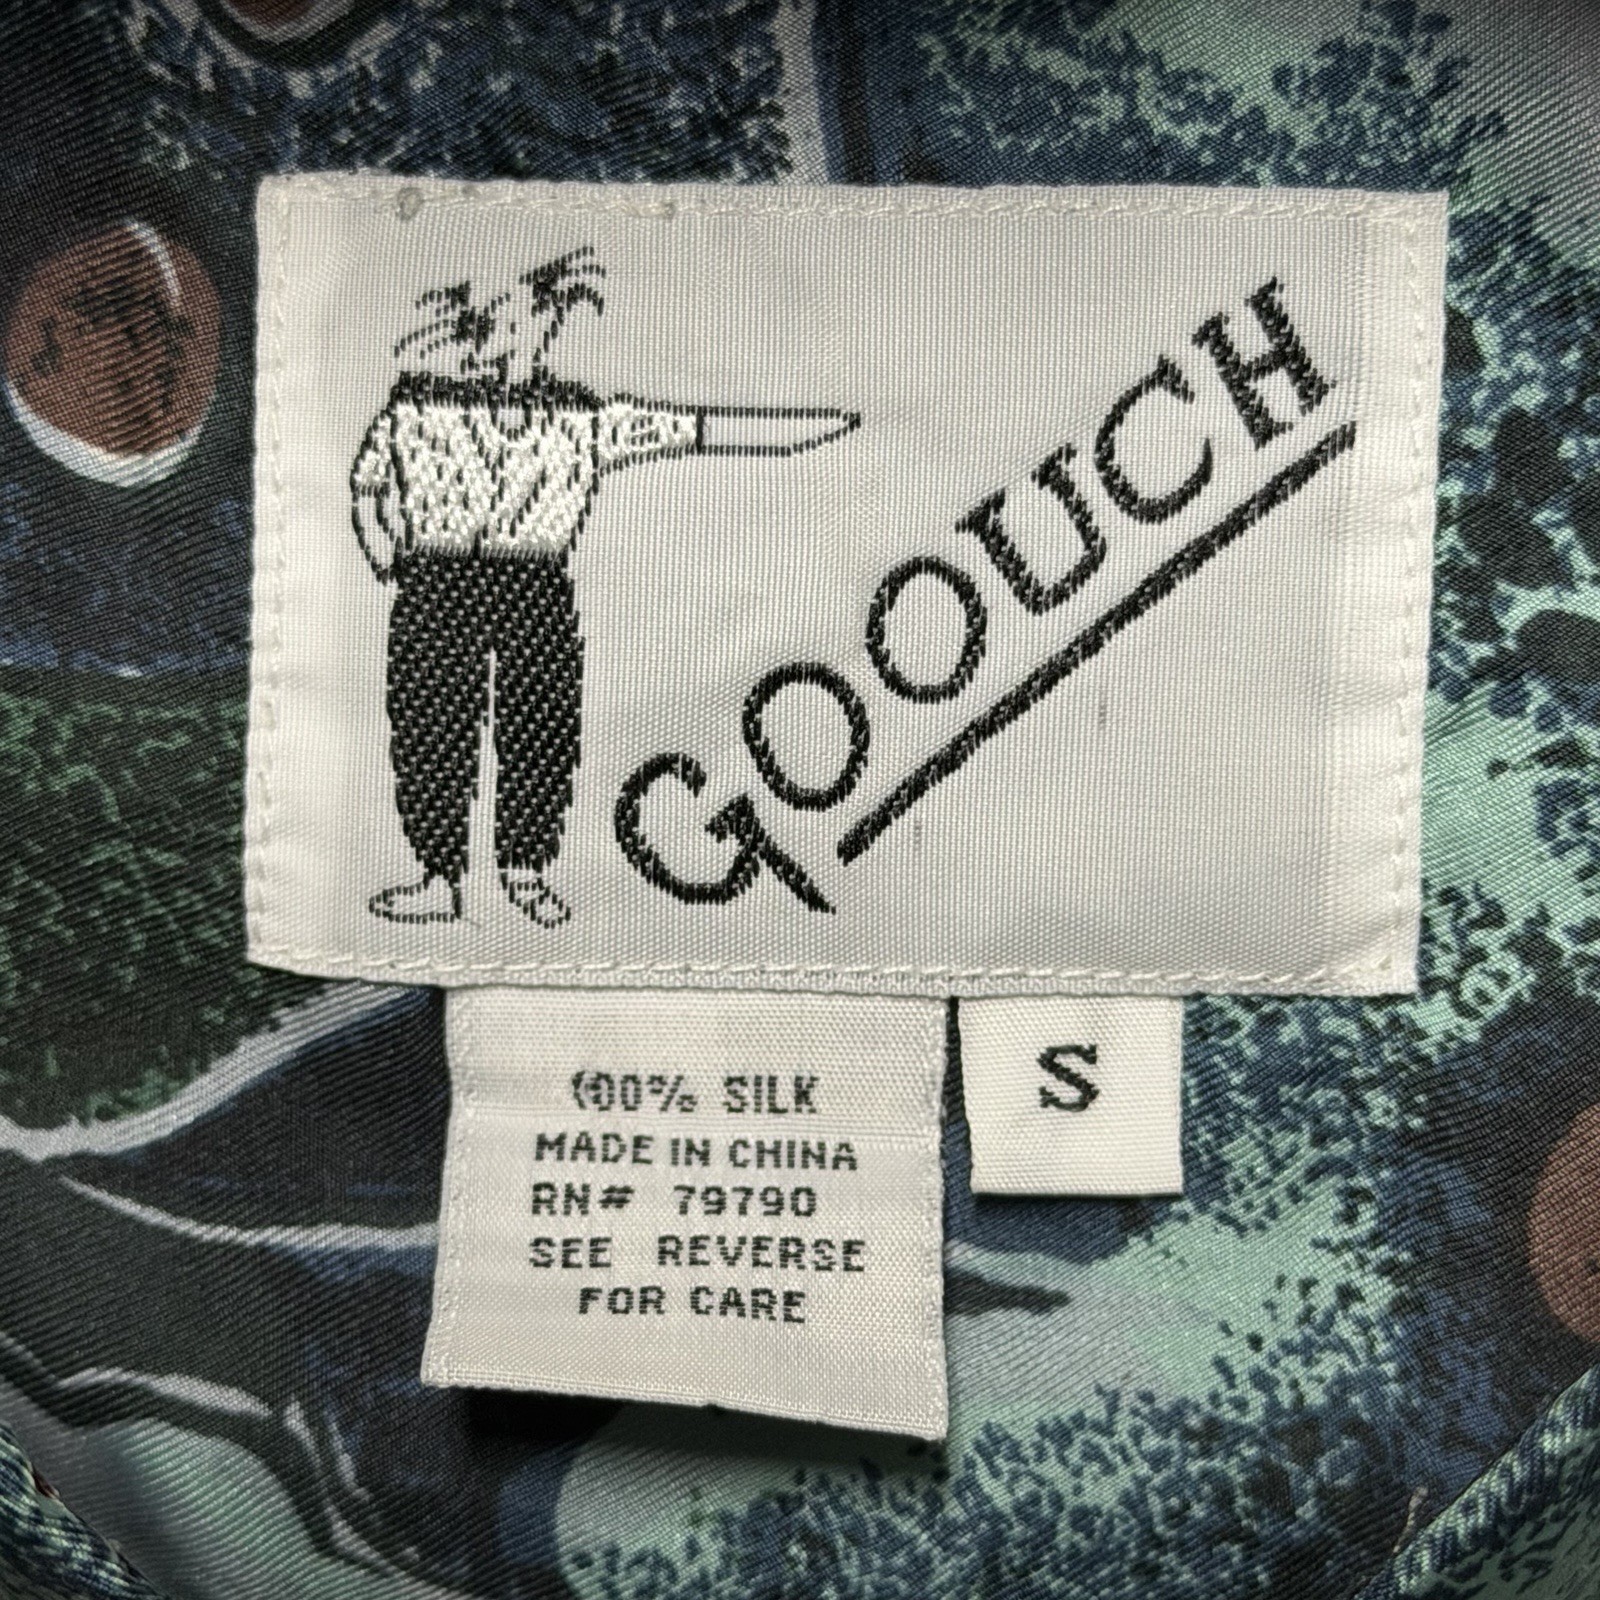 GOOUCH
100% SILK
MADE IN CHINA
RN# 79790
SEE REVERSE
FOR CARE
S